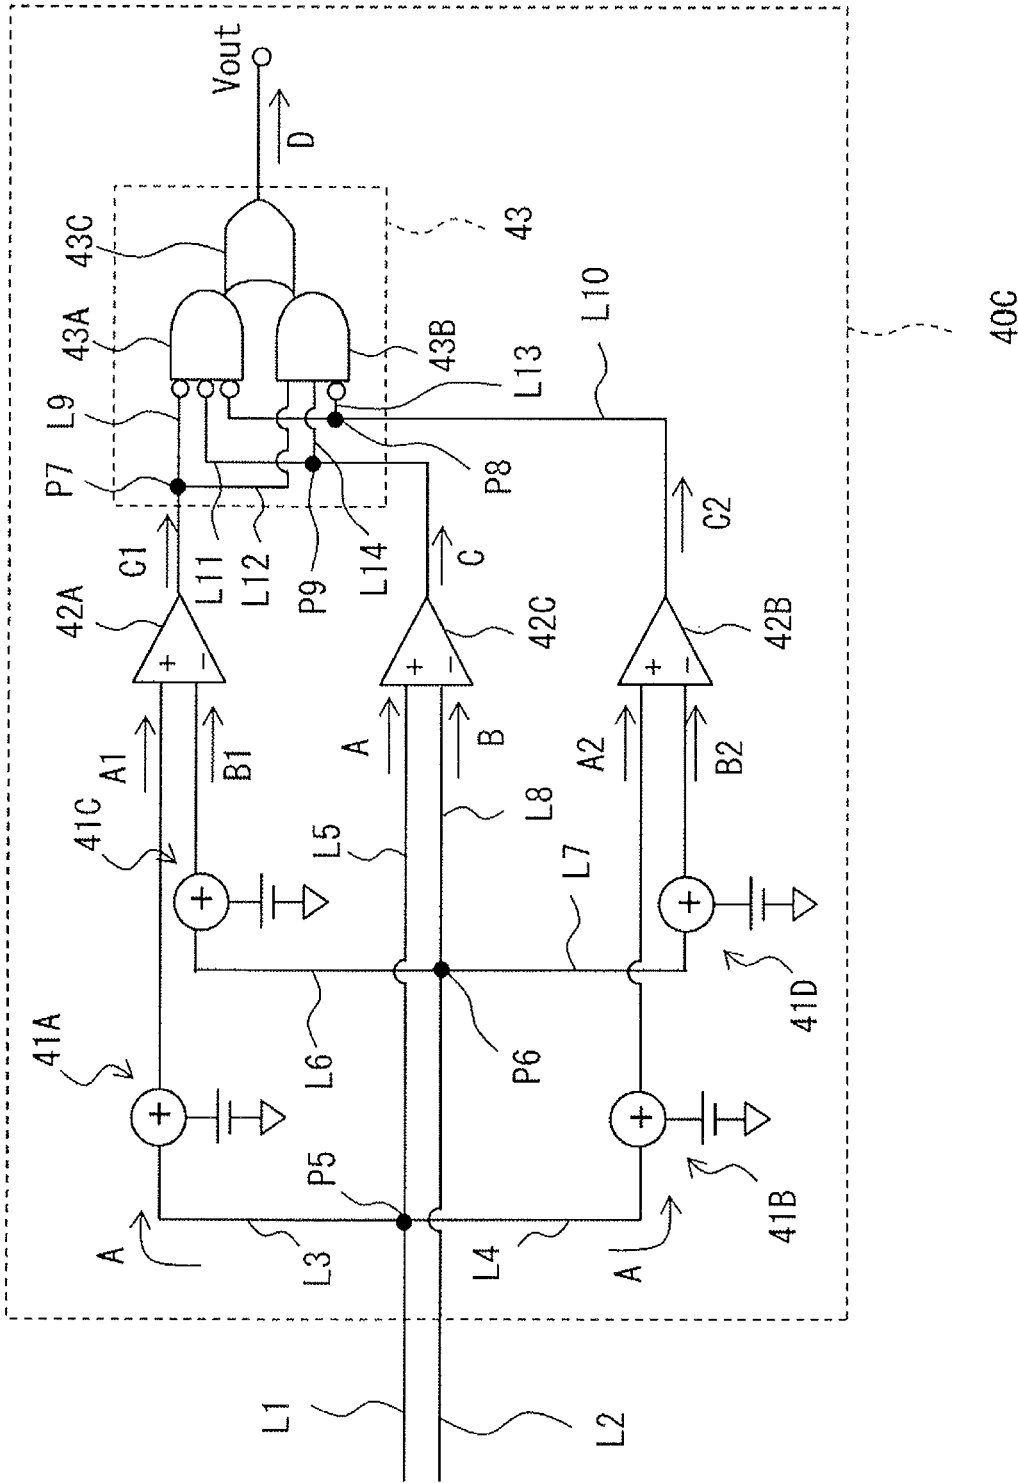 Vout
D
43C
43
43A
43B
L10
40C
L9
L13
P7
P8
C1
L11
L12
P9
L14
C
C2
42A
42C
42B
+
−
+
−
+
−
A1
B1
A
B
A2
B2
41C
L5
L8
L7
+
+
41A
L6
P6
41D
+
+
P5
41B
A
L3
L4
A
L1
L2